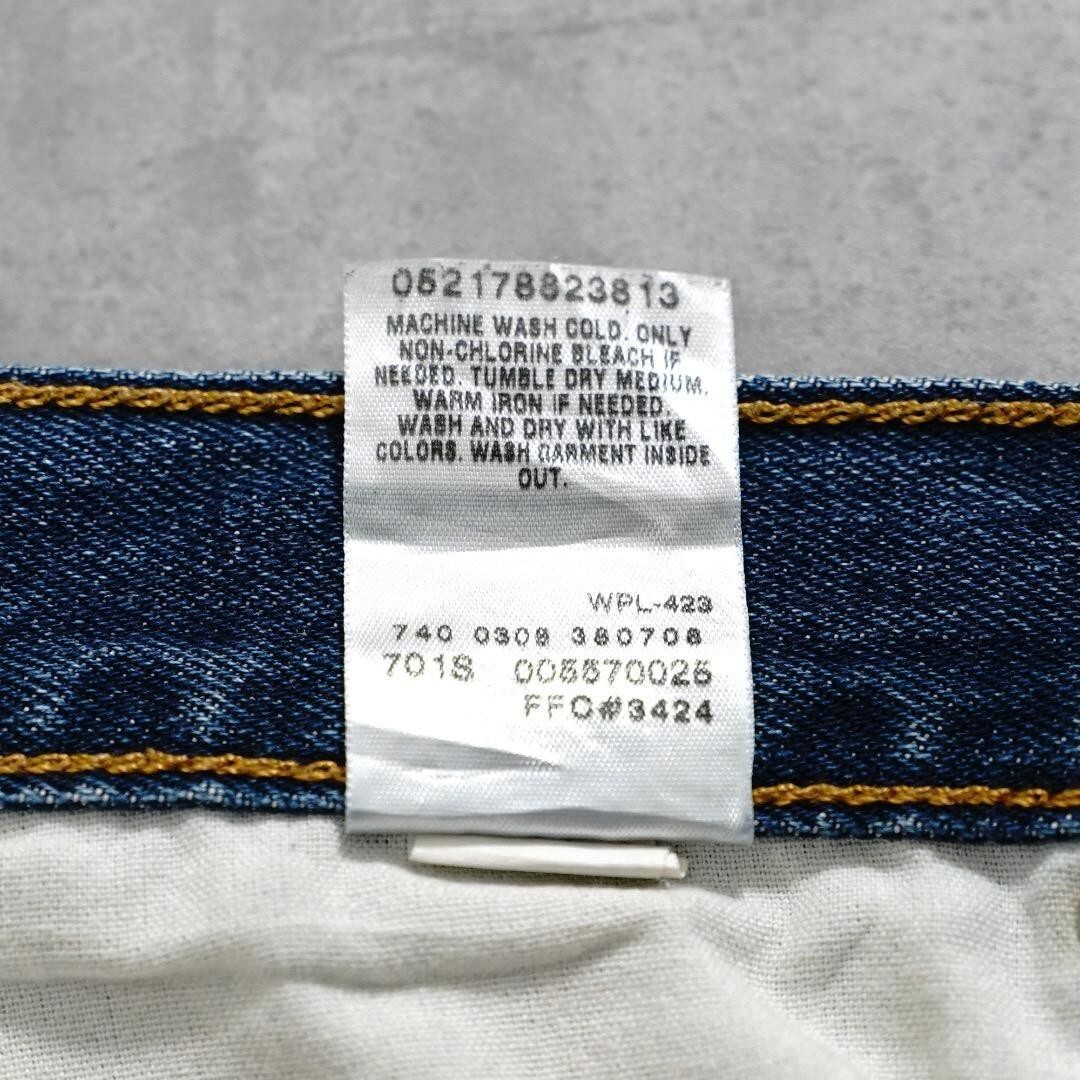 052178823813
MACHINE WASH COLD. ONLY
NON-CHLORINE BLEACH IF
NEEDED. TUMBLE DRY MEDIUM.
WARM IRON IF NEEDED.
WASH AND DRY WITH LIKE
COLORS. WASH GARMENT INSIDE
OUT.
WPL-423
740 0308 380708
701S 005570025
FFC#3424